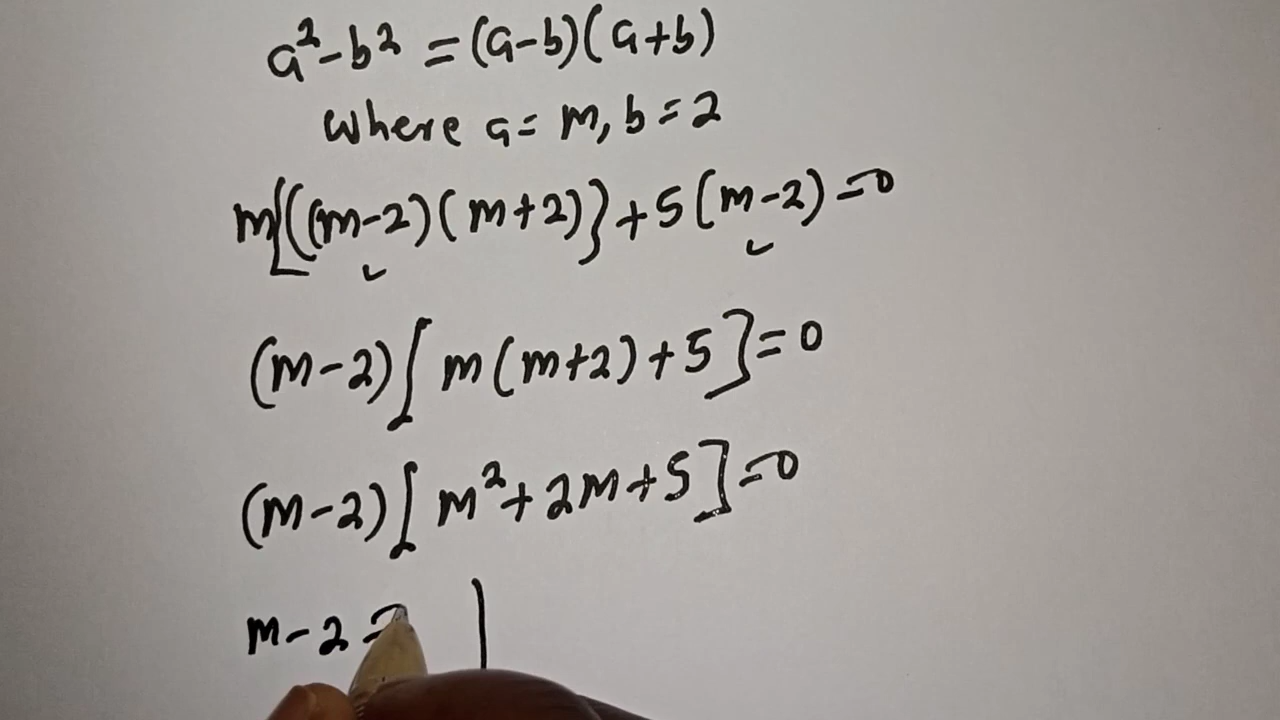 a²-b² = (a-b)(a+b)
where a = m, b = 2
m[{(m-2)(m+2)}+5(m-2)=0
(m-2)[m(m+2)+5]=0
(m-2)[m²+2m+5]=0
m-2 =